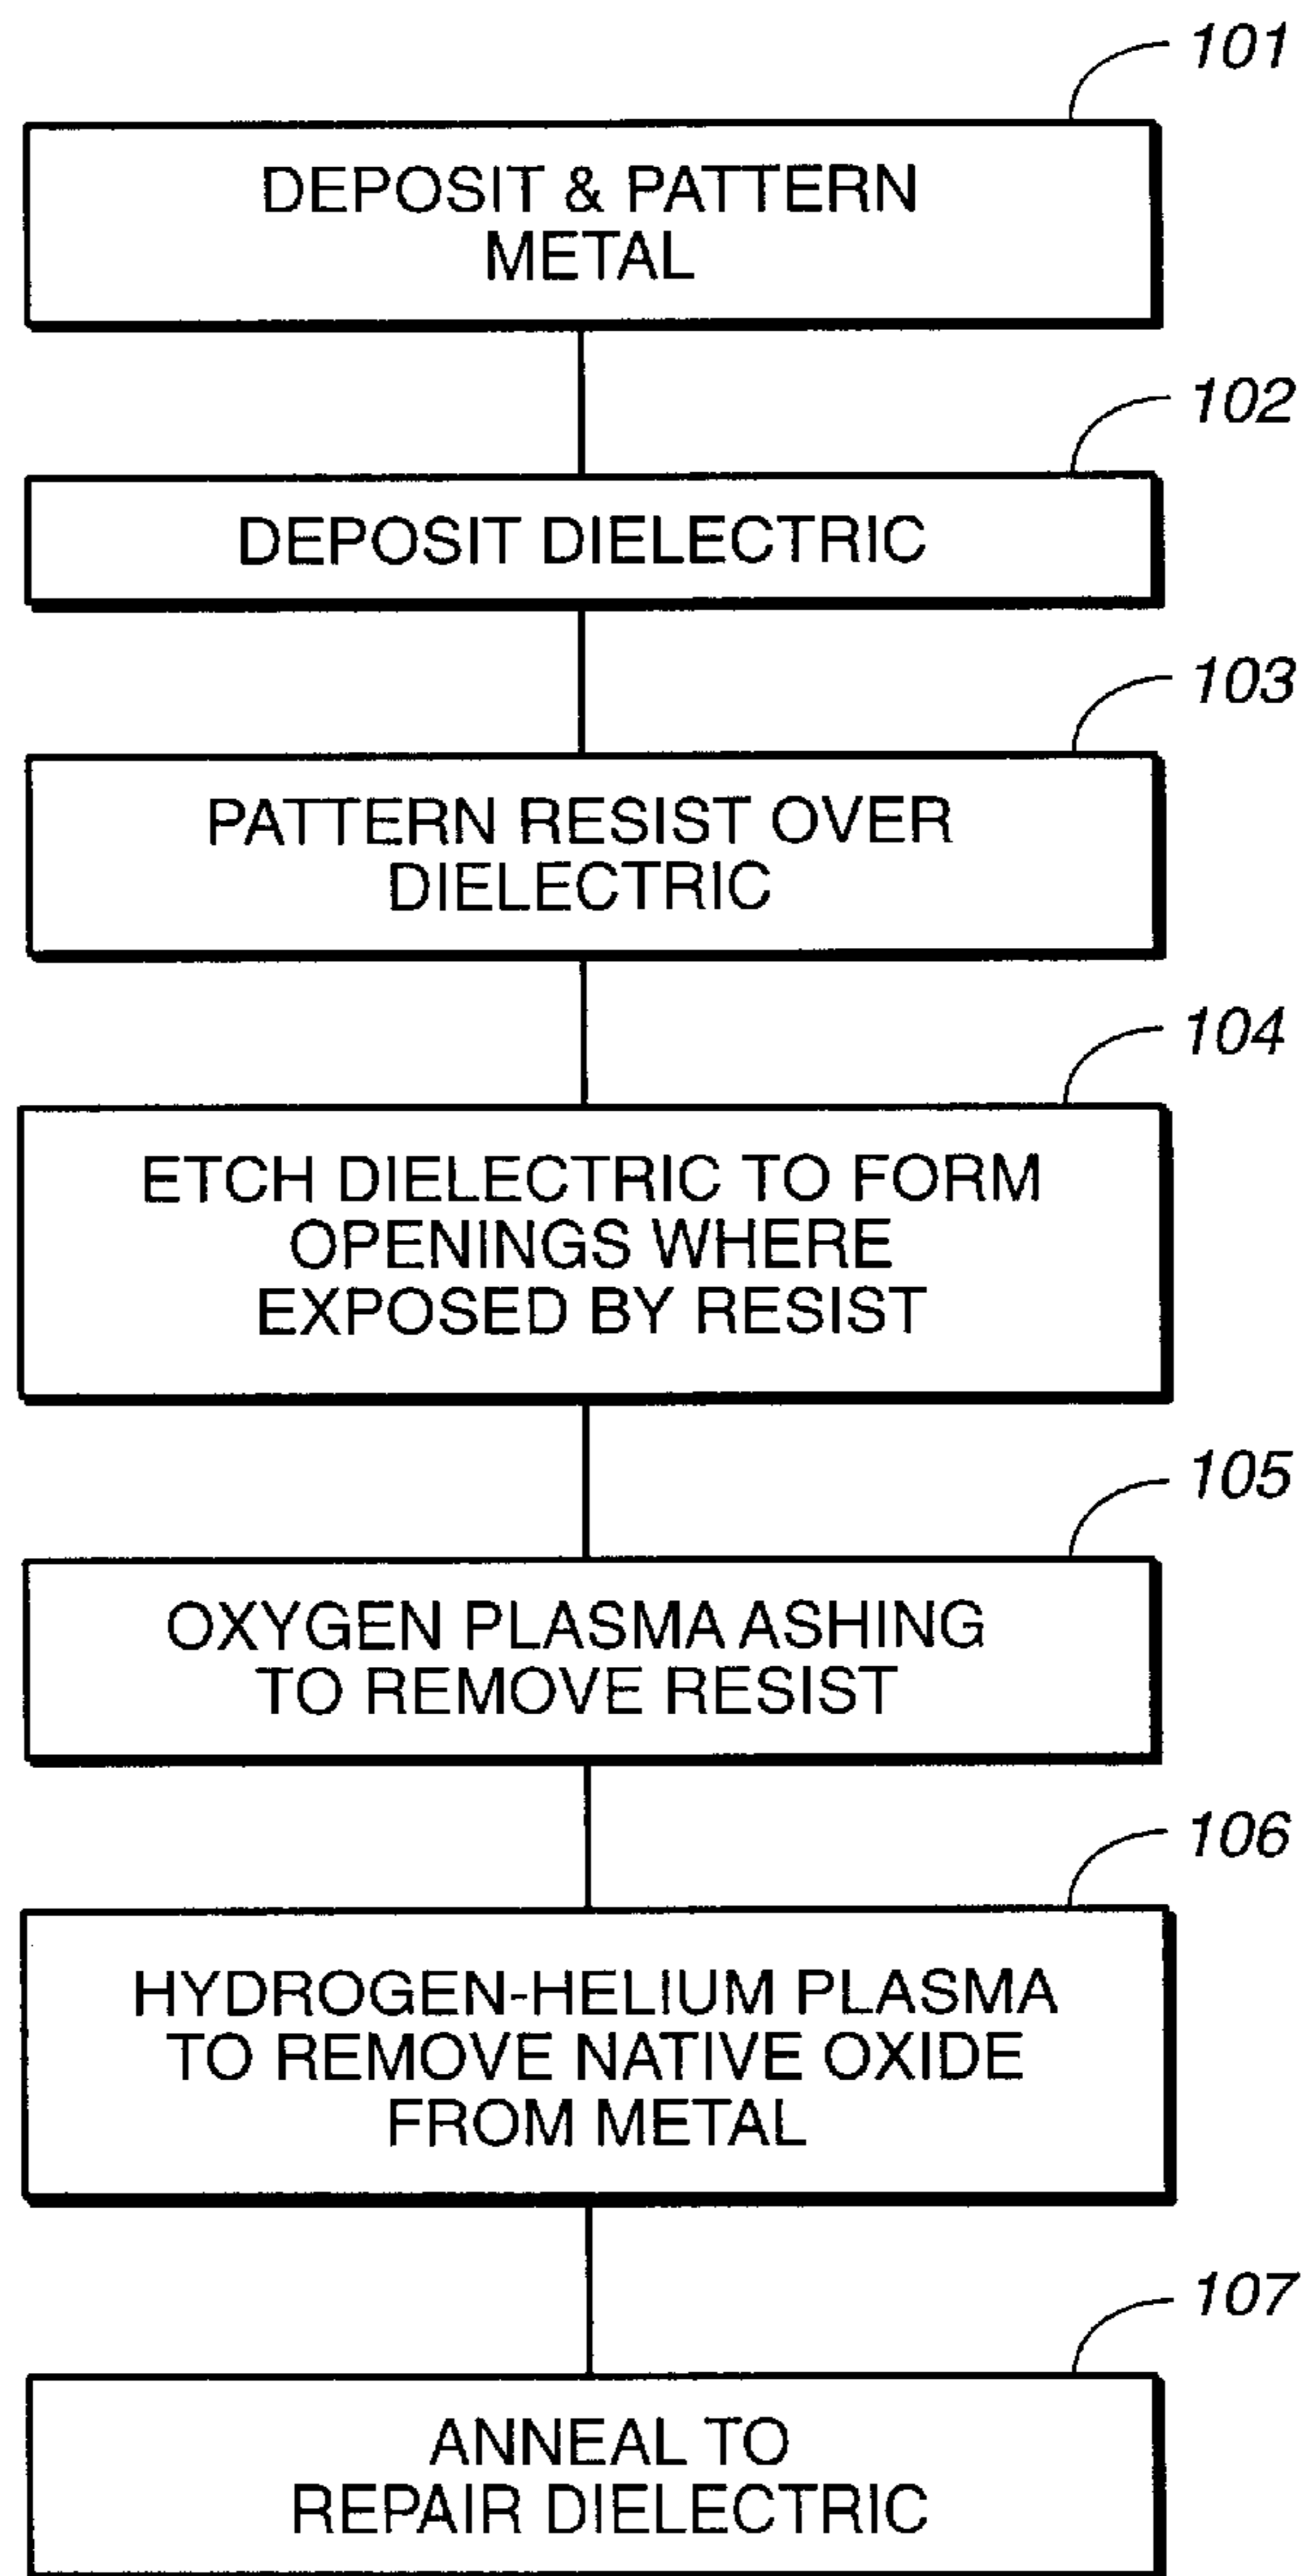 101
DEPOSIT & PATTERN
METAL
102
DEPOSIT DIELECTRIC
103
PATTERN RESIST OVER
DIELECTRIC
104
ETCH DIELECTRIC TO FORM
OPENINGS WHERE
EXPOSED BY RESIST
105
OXYGEN PLASMA ASHING
TO REMOVE RESIST
106
HYDROGEN-HELIUM PLASMA
TO REMOVE NATIVE OXIDE
FROM METAL
107
ANNEAL TO
REPAIR DIELECTRIC